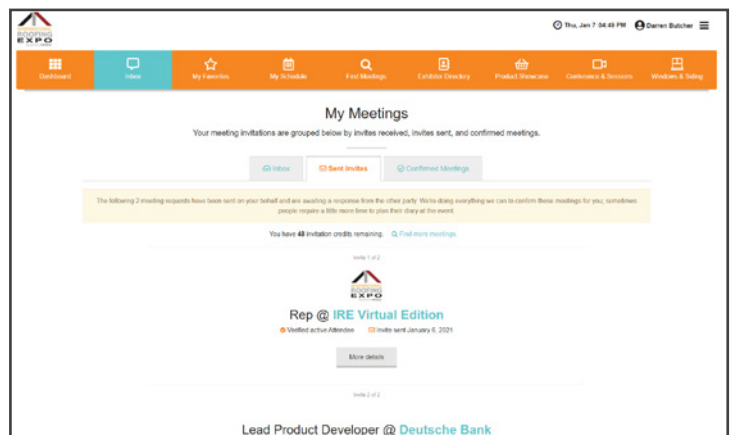 INTERNATIONAL
ROOFING
EXPO
Thu, Jan 7 04:48 PM Darren Butcher
Dashboard Inbox My Favorites My Schedule Find Meetings Exhibitor Directory Product Showcase Conference & Sessions Windows & Siding
My Meetings
Your meeting invitations are grouped below by invites received, invites sent, and confirmed meetings.
Inbox Sent Invites Confirmed Meetings
The following 2 meeting requests have been sent on your behalf and are awaiting a response from the other party. We're doing everything we can to confirm these meetings for you, sometimes
people require a little more time to plan their diary at the event.
You have 48 invitation credits remaining. Find more meetings.
Invite 1 of 2
ROOFING
EXPO
Rep @ IRE Virtual Edition
Verified active Attendee Invite sent January 6, 2021
More details
Invite 2 of 2
Lead Product Developer @ Deutsche Bank